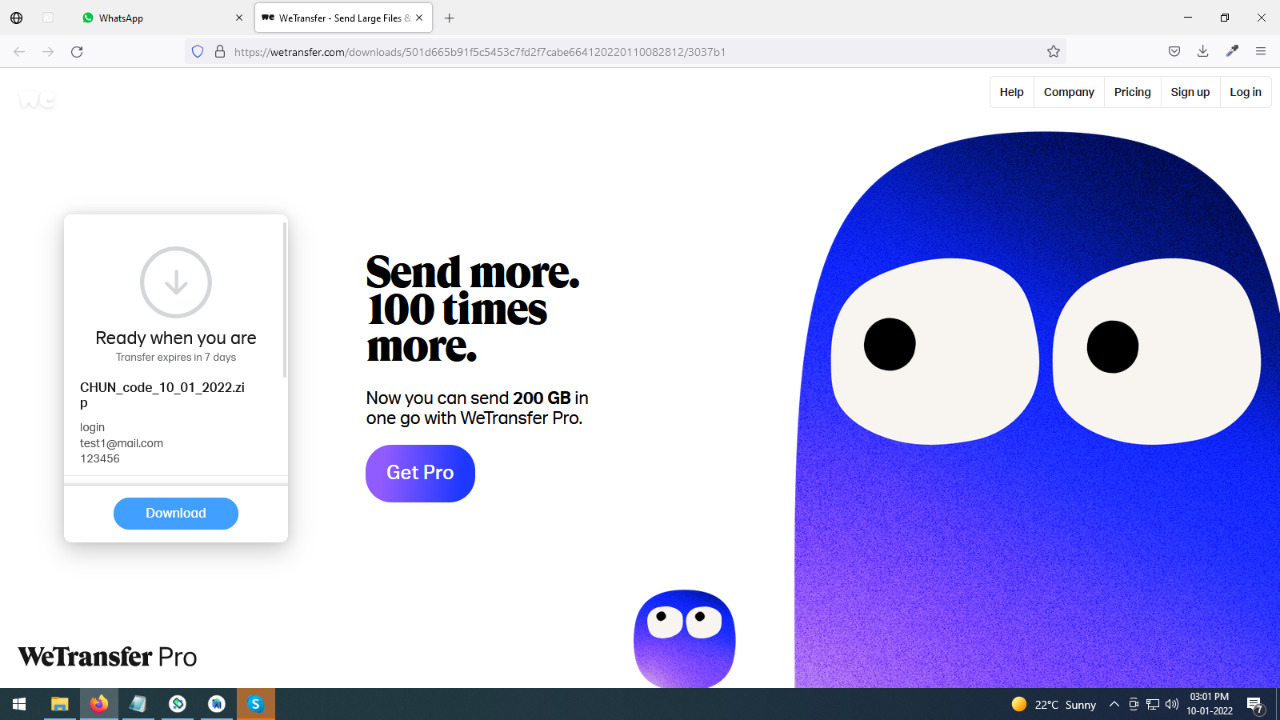 WhatsApp
WeTransfer - Send Large Files &
https://wetransfer.com/downloads/501d665b91f5c5453c7fd2f7cabe664120220110082812/3037b1
we
Help Company Pricing Sign up Log in
Ready when you are
Transfer expires in 7 days
CHUN_code_10_01_2022.zi
p
login
test1@mail.com
123456
Download
Send more.
100 times
more.
Now you can send 200 GB in
one go with WeTransfer Pro.
Get Pro
WeTransfer Pro
22°C Sunny
03:01 PM
10-01-2022
7